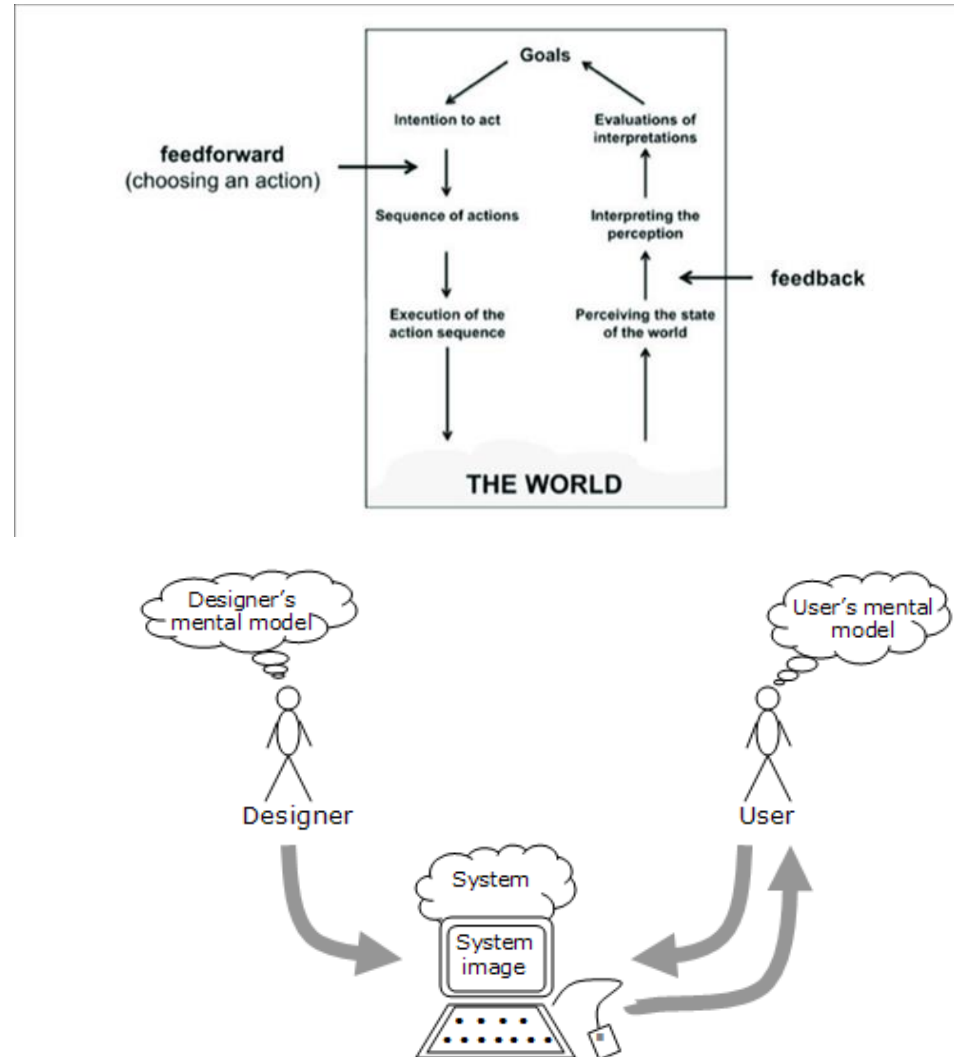 Goals
Intention to act
Evaluations of
interpretations
feedforward
(choosing an action)
Sequence of actions
Interpreting the
perception
feedback
Execution of the
action sequence
Perceiving the state
of the world
THE WORLD
Designer's
mental model
User's mental
model
Designer
User
System
System
image